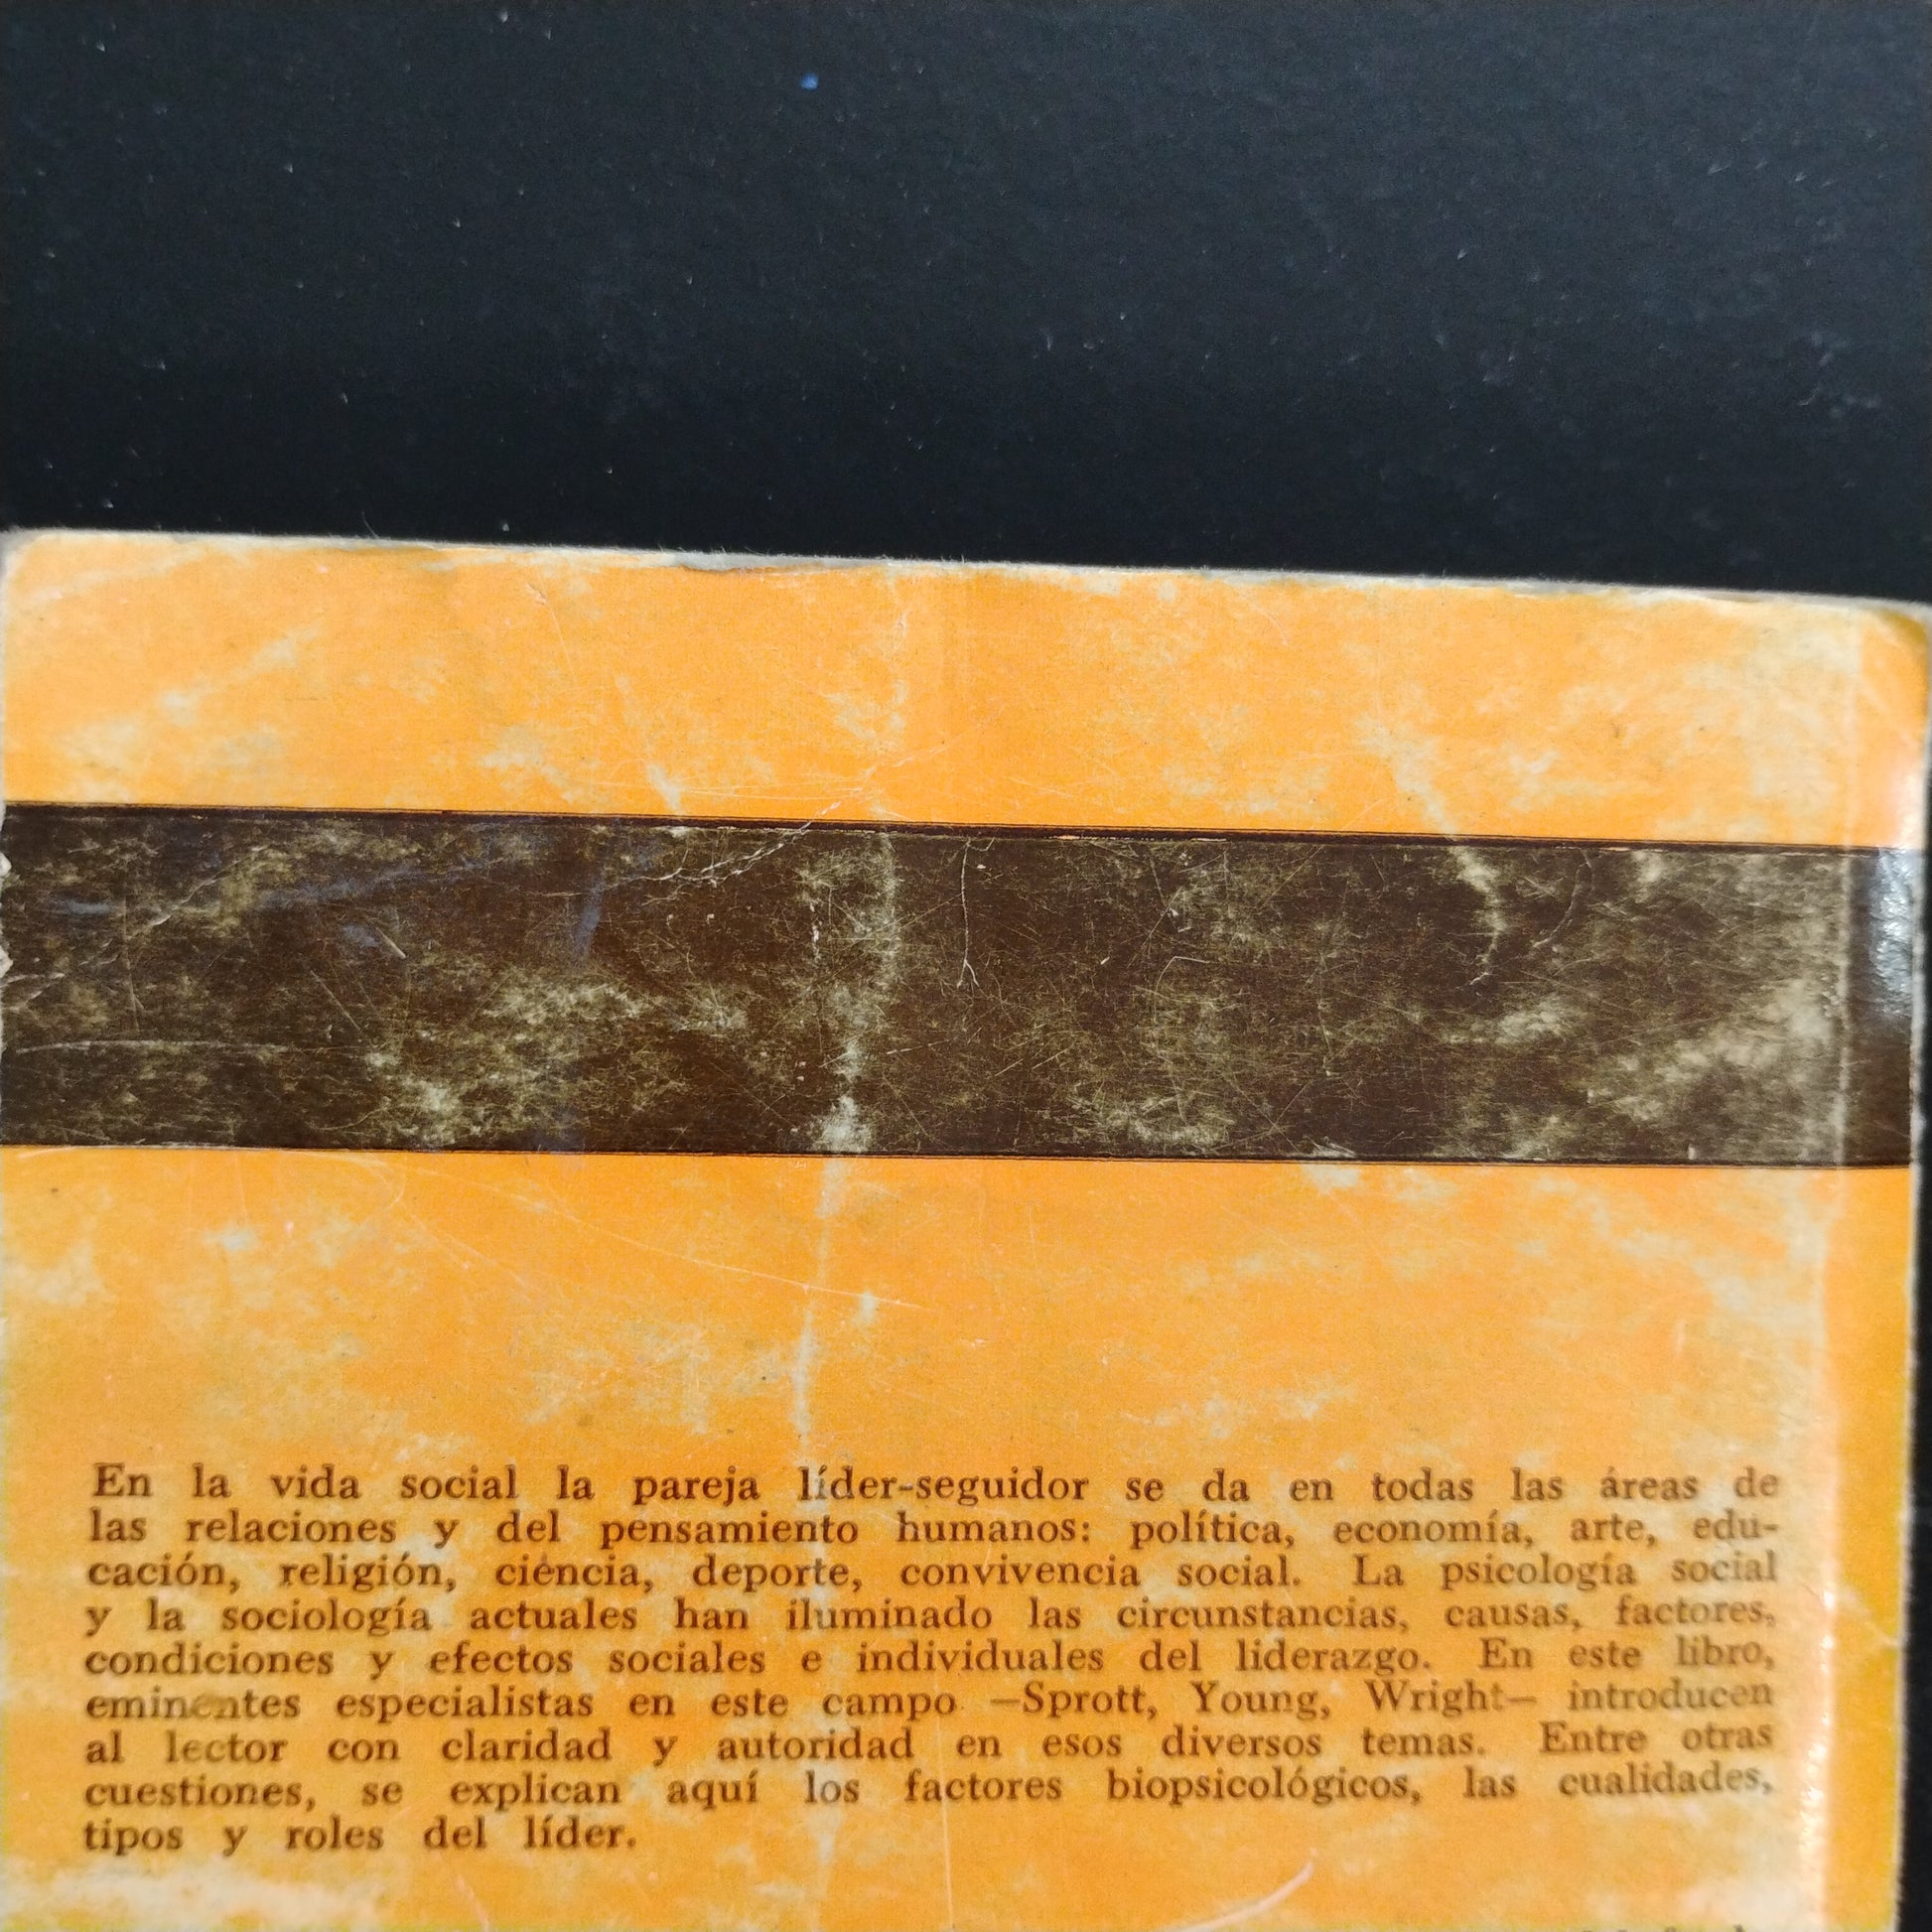 En la vida social la pareja líder-seguidor se da en todas las áreas de
las relaciones y del pensamiento humanos: política, economía, arte, edu-
cación, religión, ciencia, deporte, convivencia social. La psicología social
y la sociología actuales han iluminado las circunstancias, causas, factores,
condiciones y efectos sociales e individuales del liderazgo. En este libro,
eminentes especialistas en este campo —Sprott, Young, Wright— introducen
al lector con claridad y autoridad en esos diversos temas. Entre otras
cuestiones, se explican aquí los factores biopsicológicos, las cualidades,
tipos y roles del líder.